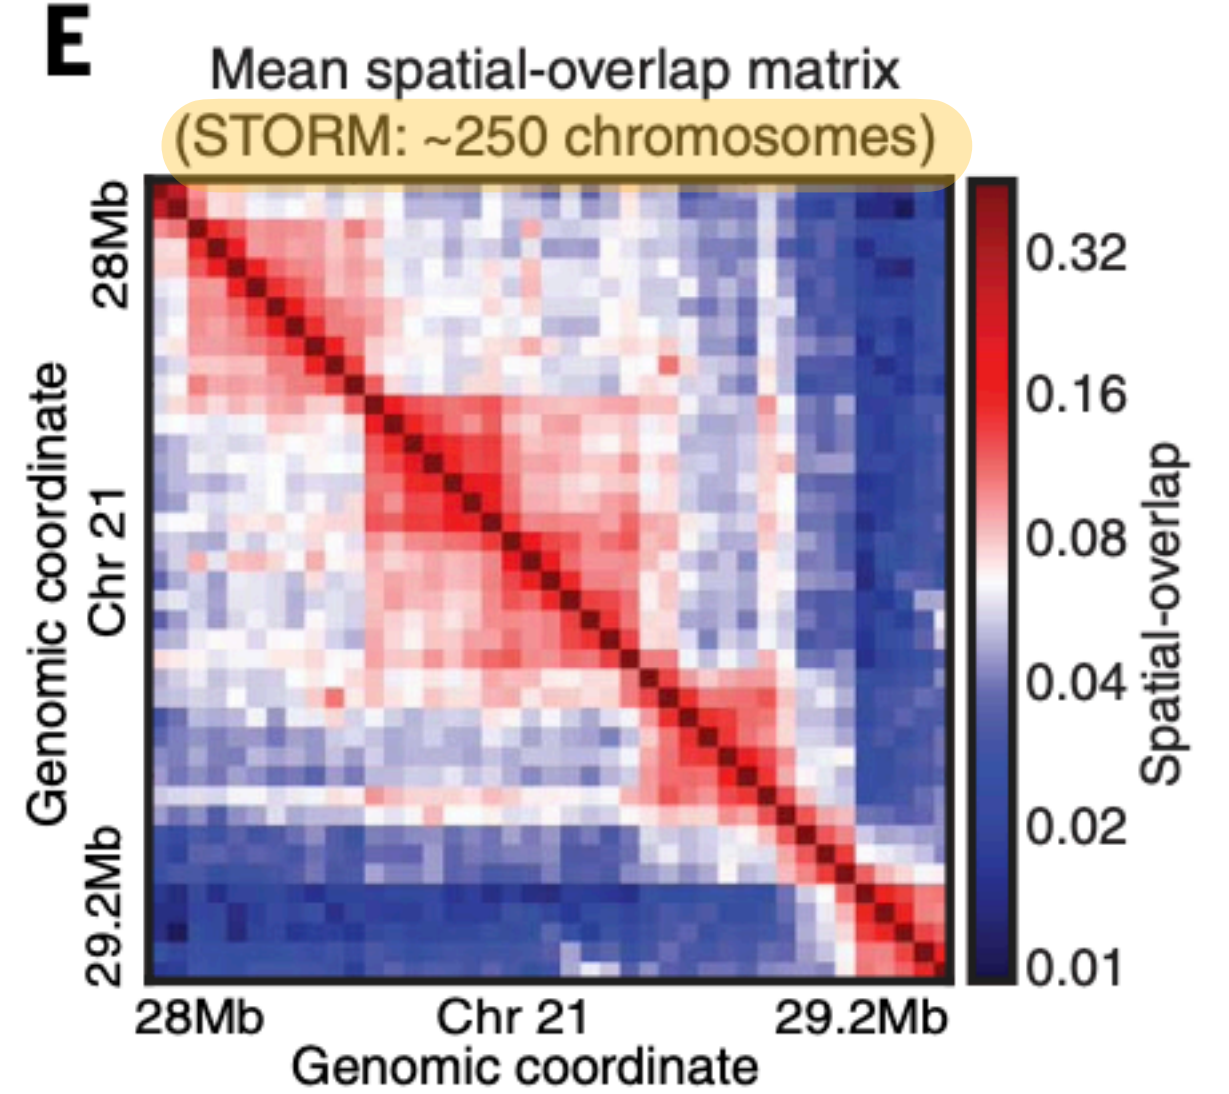 E
Mean spatial-overlap matrix
(STORM: ~250 chromosomes)
28Mb
Chr 21
29.2Mb
Genomic coordinate
0.32
0.16
0.08
0.04
0.02
0.01
Spatial-overlap
28Mb Chr 21 29.2Mb
Genomic coordinate